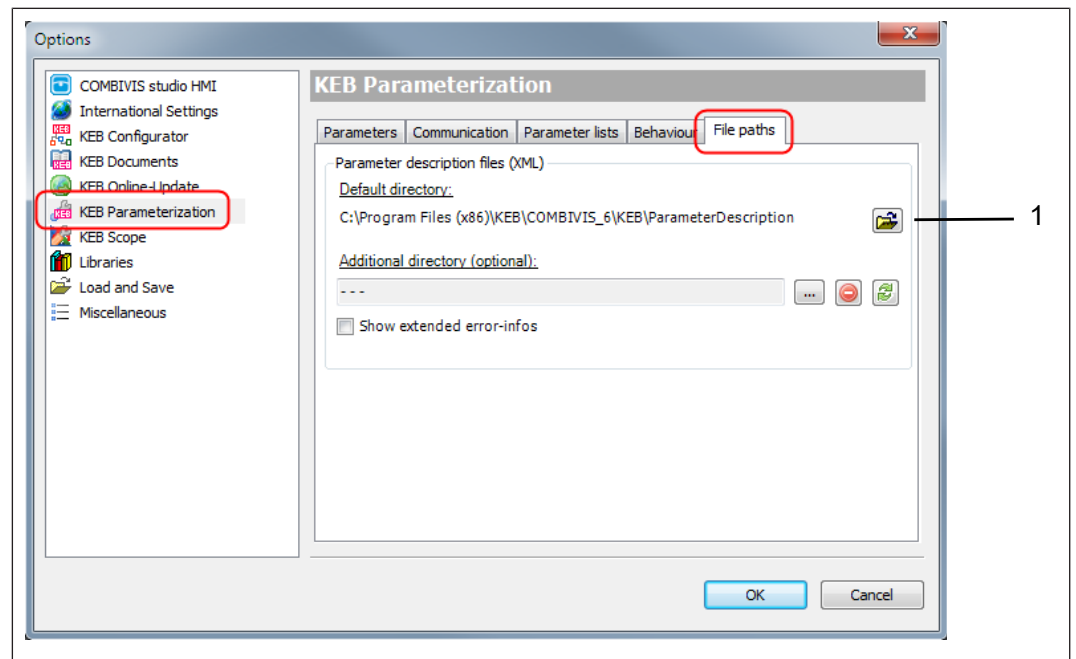 Options
COMBIVIS studio HMI
International Settings
KEB Configurator
KEB Documents
KEB Online-Update
KEB Parameterization
KEB Scope
Libraries
Load and Save
Miscellaneous
KEB Parameterization
Parameters Communication Parameter lists Behaviour File paths
Parameter description files (XML)
Default directory:
C:\Program Files (x86)\KEB\COMBIVIS_6\KEB\ParameterDescription
1
Additional directory (optional):
- - -
...
Show extended error-infos
OK Cancel